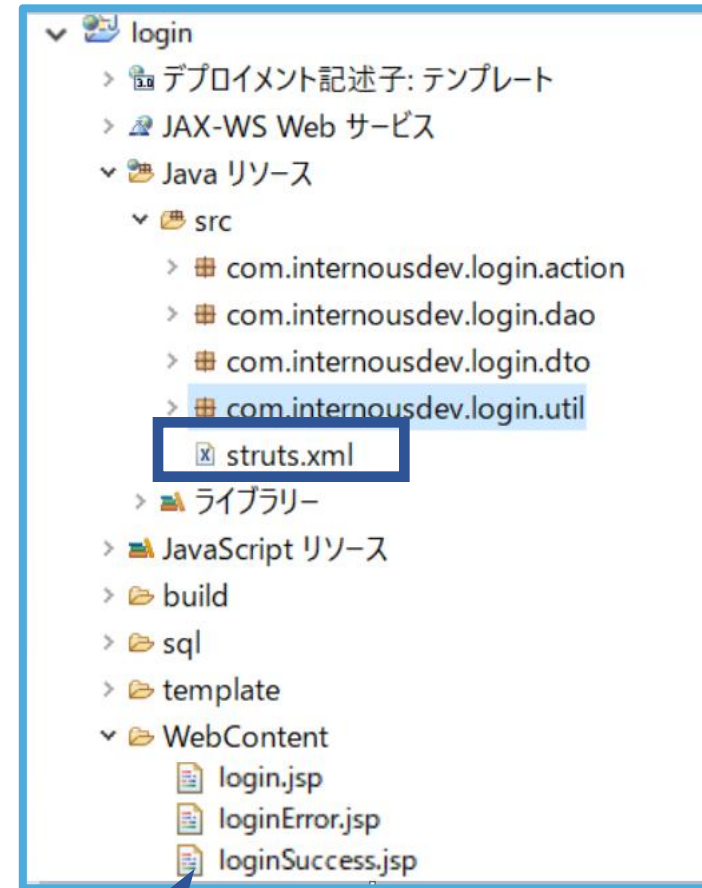 login
3.0
デプロイメント記述子: テンプレート
JAX-WS Web サービス
Java リソース
src
com.internousdev.login.action
com.internousdev.login.dao
com.internousdev.login.dto
com.internousdev.login.util
struts.xml
ライブラリー
JavaScript リソース
build
sql
template
WebContent
login.jsp
loginError.jsp
loginSuccess.jsp